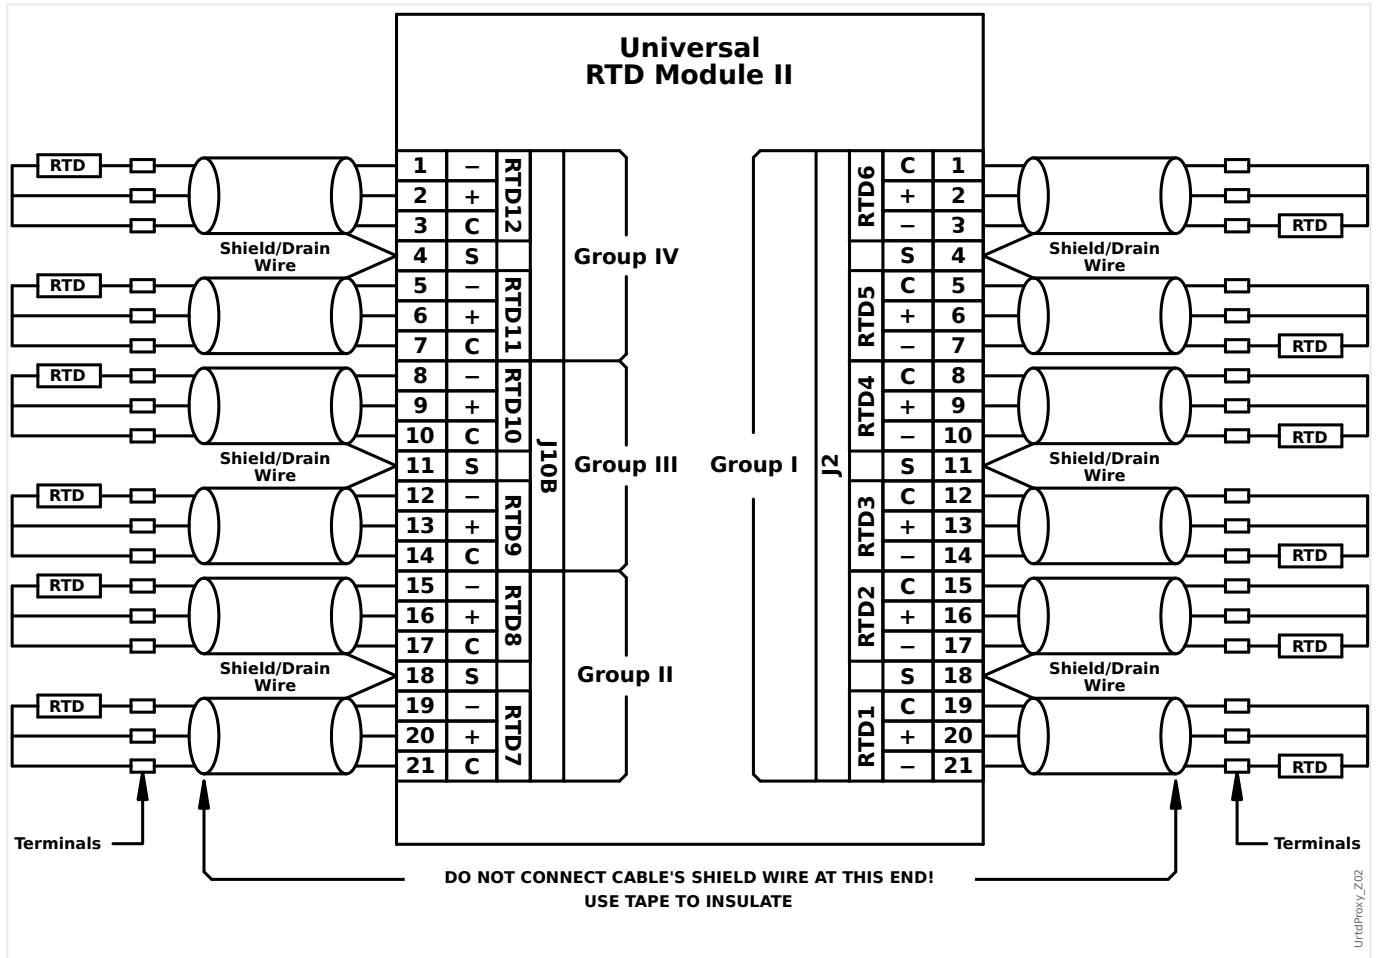 Universal
RTD Module II
RTD 1 − RTD12 RTD6 C 1
2 + + 2
3 C − 3 RTD
Shield/Drain
Wire
4 S Group IV S 4
Shield/Drain
Wire
RTD 5 − RTD11 RTD5 C 5
6 + + 6
7 C − 7 RTD
RTD 8 − RTD10 RTD4 C 8
9 + + 9
10 C − 10 RTD
Shield/Drain
Wire
11 S J10B Group III Group I J2 S 11
Shield/Drain
Wire
RTD 12 − RTD9 RTD3 C 12
13 + + 13
14 C − 14 RTD
RTD 15 − RTD8 RTD2 C 15
16 + + 16
17 C − 17 RTD
Shield/Drain
Wire
18 S Group II S 18
Shield/Drain
Wire
RTD 19 − RTD7 RTD1 C 19
20 + + 20
21 C − 21 RTD
Terminals Terminals
DO NOT CONNECT CABLE'S SHIELD WIRE AT THIS END!
USE TAPE TO INSULATE
UrtdProxy_Z02